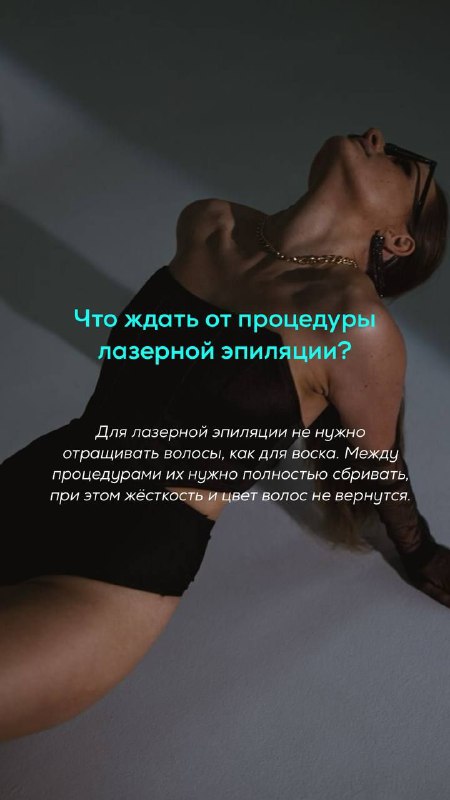 Что ждать от процедуры
лазерной эпиляции?
Для лазерной эпиляции не нужно
отращивать волосы, как для воска. Между
процедурами их нужно полностью сбривать,
при этом жёсткость и цвет волос не вернутся.